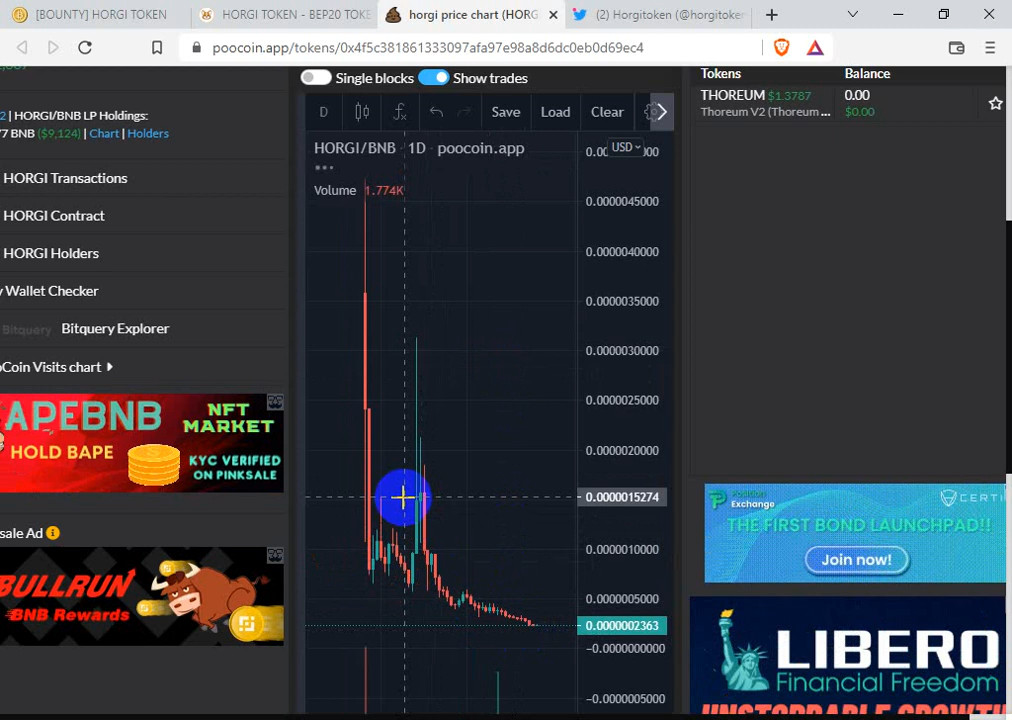 [BOUNTY] HORGI TOKEN
HORGI TOKEN - BEP20 TOKE
horgi price chart (HORG
(2) Horgitoken (@horgitoken
poocoin.app/tokens/0x4f5c381861333097afa97e98a8d6dc0eb0d69ec4
2 | HORGI/BNB LP Holdings:
7 BNB ($9,124) | Chart | Holders
HORGI Transactions
HORGI Contract
HORGI Holders
y Wallet Checker
Bitquery Bitquery Explorer
oCoin Visits chart
APEBNB
HOLD BAPE
NFT
MARKET
KYC VERIFIED
ON PINKSALE
sale Ad
BULLRUN
BNB Rewards
Single blocks Show trades
D Save Load Clear
HORGI/BNB 1D poocoin.app
Volume 1.774K
USD
0.0000045000
0.0000040000
0.0000035000
0.0000030000
0.0000025000
0.0000020000
0.0000015274
0.0000010000
0.0000005000
0.0000002363
−0.0000000000
−0.0000005000
Tokens Balance
THOREUM $1.3787 0.00
Thoreum V2 (Thoreum ... $0.00
Position
Exchange
CERTI
THE FIRST BOND LAUNCHPAD!!
Join now!
LIBERO
Financial Freedom
UNSTOPPABLE GROWTH